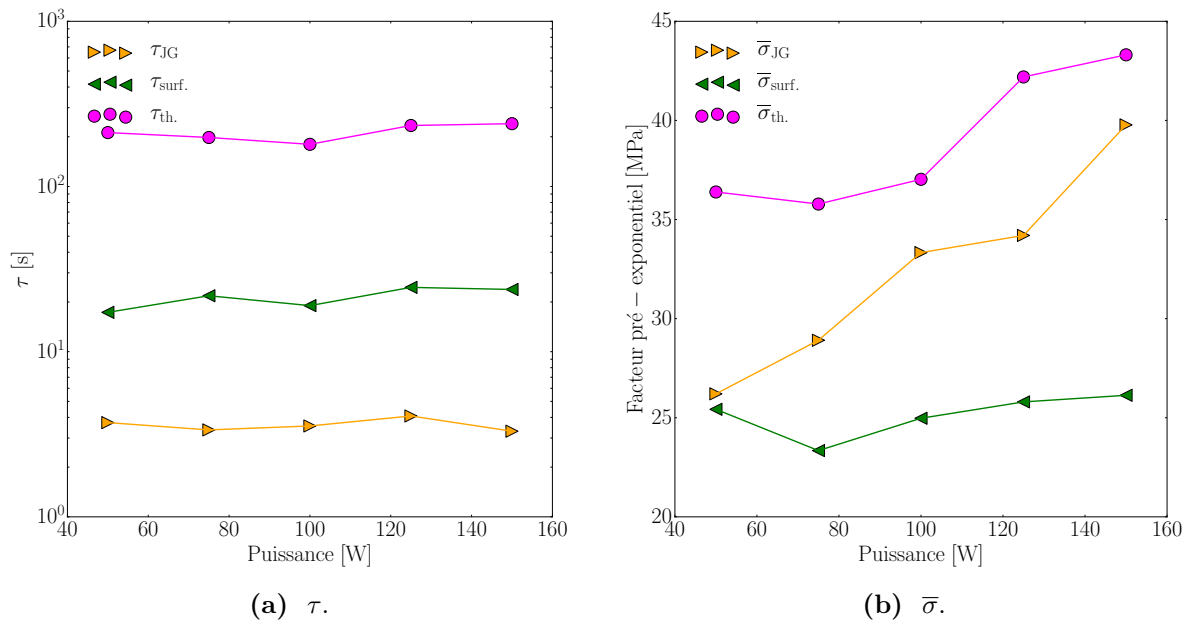 10³
10²
10¹
10⁰
τ [s]
τ_JG
τ_surf.
τ_th.
40 60 80 100 120 140 160
Puissance [W]
(a) τ.
45
40
35
30
25
20
Facteur pré − exponentiel [MPa]
σ̅_JG
σ̅_surf.
σ̅_th.
40 60 80 100 120 140 160
Puissance [W]
(b) σ̅.